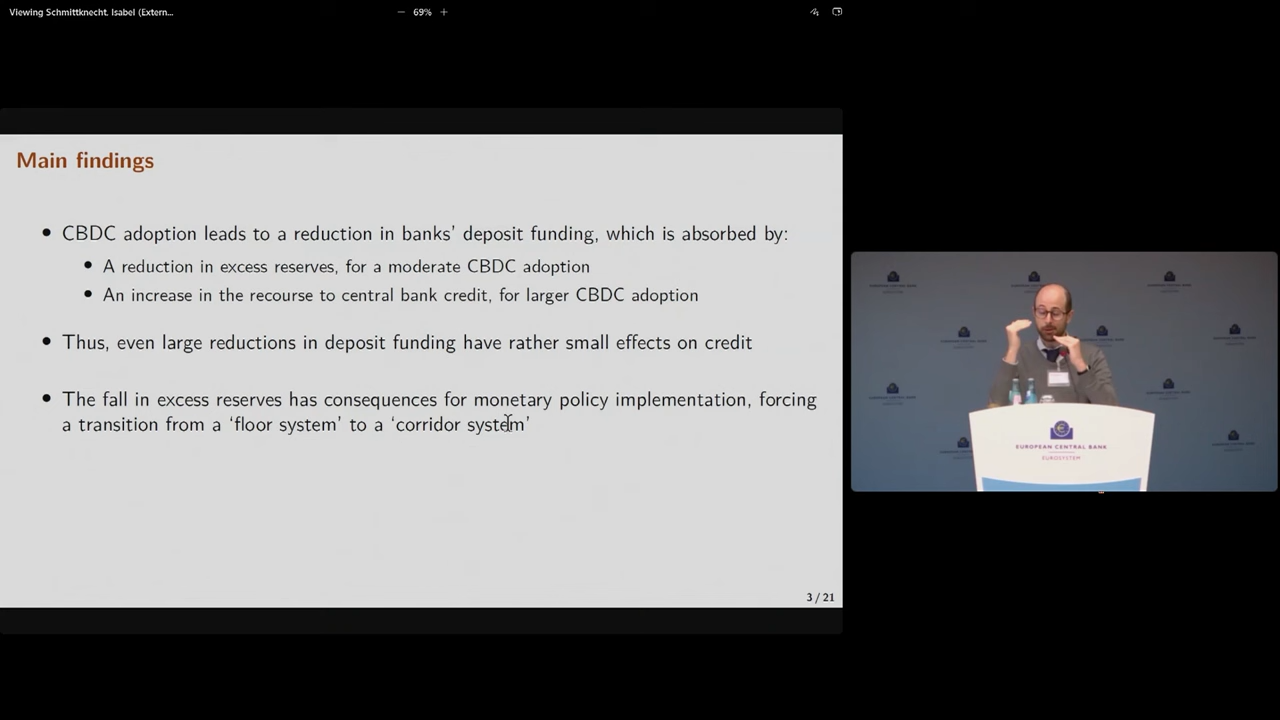 Viewing Schmittknecht, Isabel (Extern...
− 69% +
Main findings
• CBDC adoption leads to a reduction in banks' deposit funding, which is absorbed by:
• A reduction in excess reserves, for a moderate CBDC adoption
• An increase in the recourse to central bank credit, for larger CBDC adoption
• Thus, even large reductions in deposit funding have rather small effects on credit
• The fall in excess reserves has consequences for monetary policy implementation, forcing
a transition from a ‘floor system’ to a ‘corridor system’
3 / 21
EUROPEAN CENTRAL BANK
EUROSYSTEM